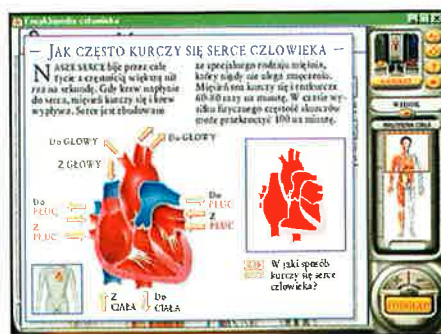 Encyklopedia człowieka
JAK CZĘSTO KURCZY SIĘ SERCE CZŁOWIEKA
NASZE SERCE bije przez całe
życie z częstością większą niż
raz na sekundę. Gdy krew napłynie
do serca, mięsień kurczy się i krew
wypływa. Serce jest zbudowane
ze specjalnego rodzaju mięśnia,
który nigdy nie ulega zmęczeniu.
Mięsień ten kurczy się i rozkurcza
60-80 razy na minutę. W czasie wy-
siłku fizycznego częstość skurczów
może przekroczyć 100 na minutę.
DO GŁOWY
DO GŁOWY
Z GŁOWY
DO PŁUC
Z PŁUC
DO PŁUC
Z PŁUC
Z CIAŁA
DO CIAŁA
W jaki sposób
kurczy się serce
człowieka?